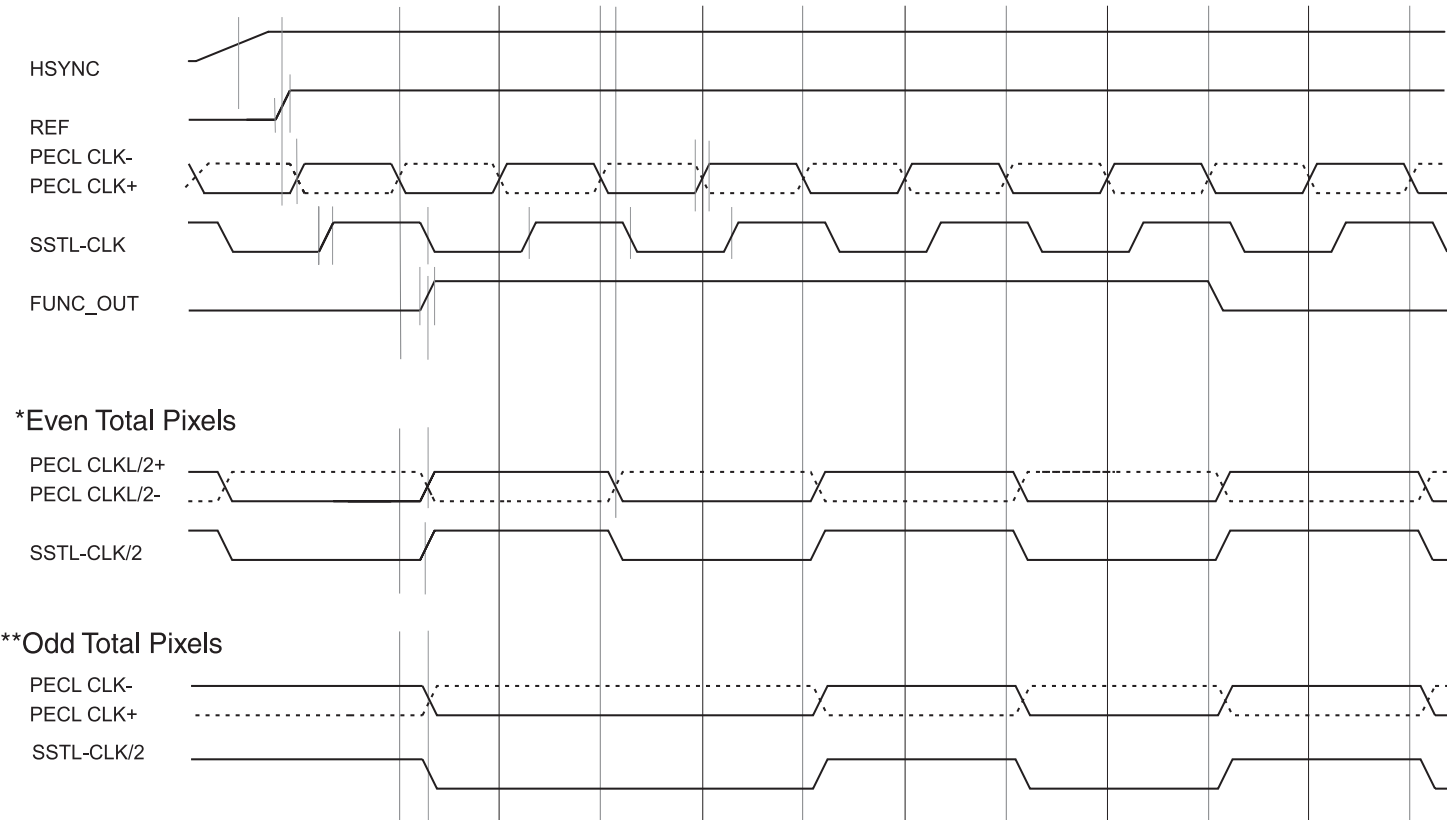 HSYNC
REF
PECL CLK-
PECL CLK+
SSTL-CLK
FUNC_OUT
*Even Total Pixels
PECL CLKL/2+
PECL CLKL/2-
SSTL-CLK/2
**Odd Total Pixels
PECL CLK-
PECL CLK+
SSTL-CLK/2